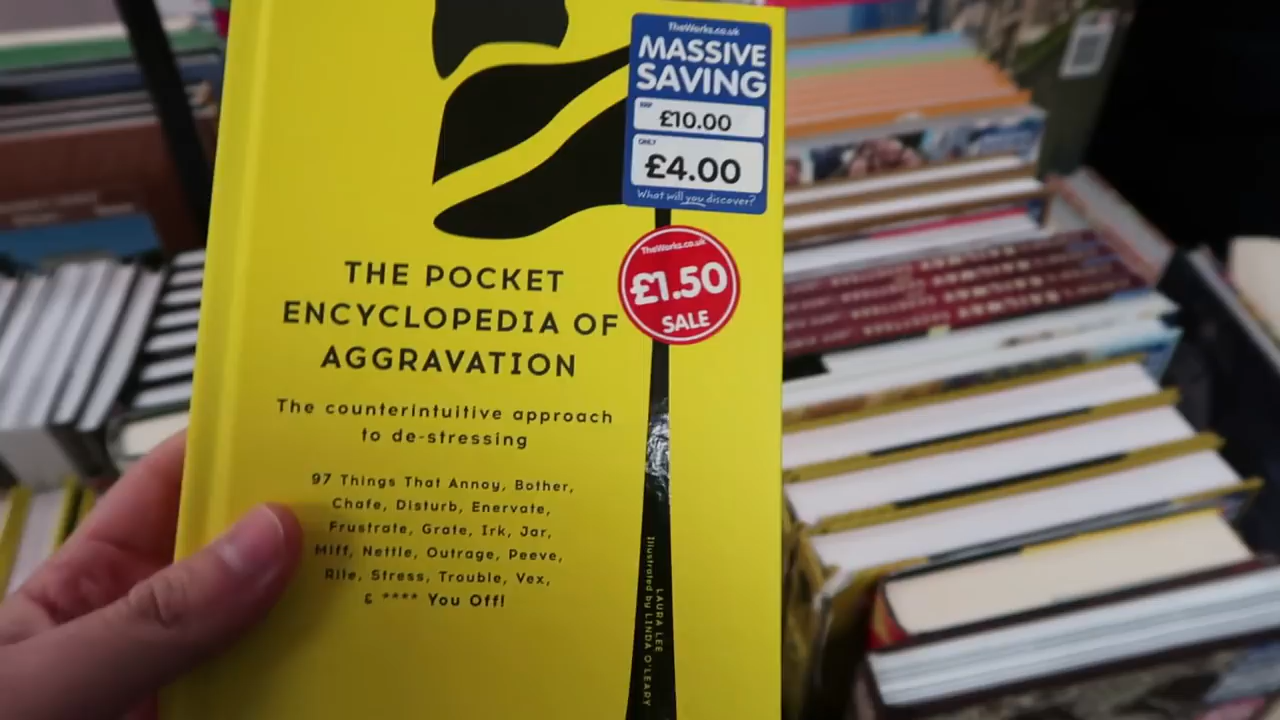 TheWorks.co.uk
MASSIVE
SAVING
RRP
£10.00
ONLY
£4.00
What will you discover?
TheWorks.co.uk
£1.50
SALE
THE POCKET
ENCYCLOPEDIA OF
AGGRAVATION
The counterintuitive approach
to de-stressing
97 Things That Annoy, Bother,
Chafe, Disturb, Enervate,
Frustrate, Grate, Irk, Jar,
Miff, Nettle, Outrage, Peeve,
Rile, Stress, Trouble, Vex,
& **** You Off!
LAURA LEE
Illustrated by LINDA O'LEARY